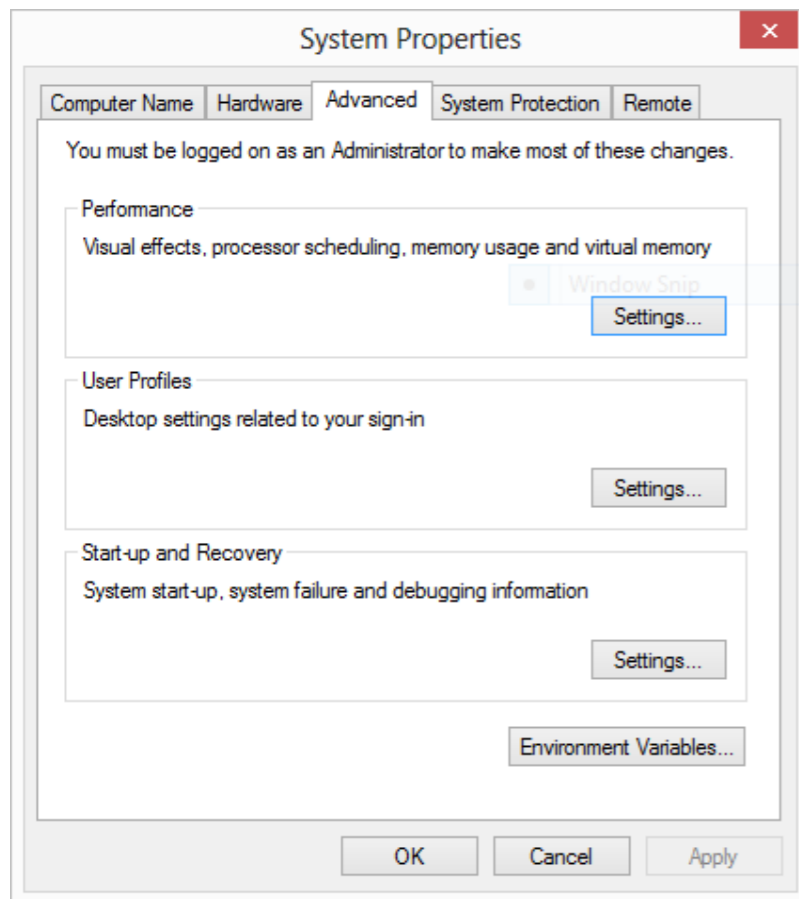 System Properties
Computer Name Hardware Advanced System Protection Remote
You must be logged on as an Administrator to make most of these changes.
Performance
Visual effects, processor scheduling, memory usage and virtual memory
Window Snip
Settings...
User Profiles
Desktop settings related to your sign-in
Settings...
Start-up and Recovery
System start-up, system failure and debugging information
Settings...
Environment Variables...
OK Cancel Apply